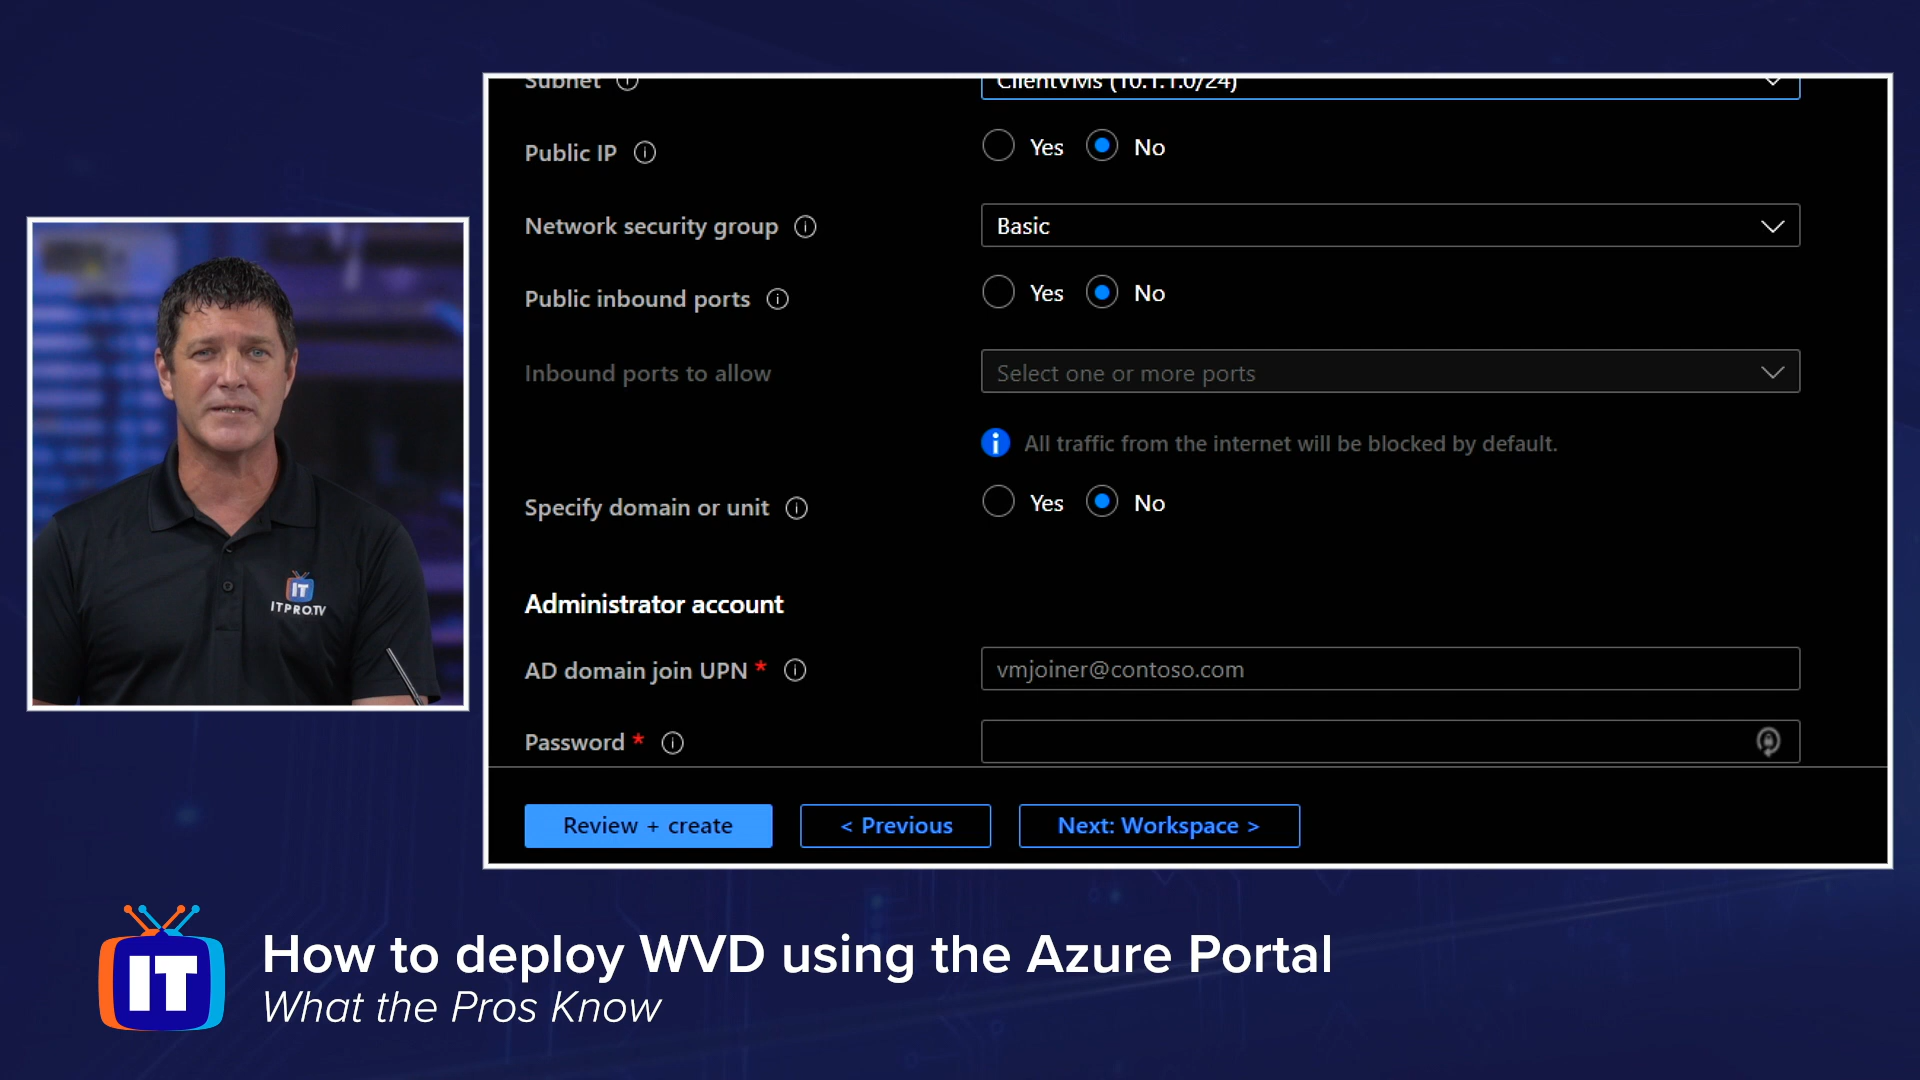 Subnet
ClientVMs (10.1.1.0/24)
Public IP
Yes No
Network security group
Basic
Public inbound ports
Yes No
Inbound ports to allow
Select one or more ports
All traffic from the internet will be blocked by default.
Specify domain or unit
Yes No
Administrator account
AD domain join UPN *
vmjoiner@contoso.com
Password *
Review + create
< Previous
Next: Workspace >
IT
ITPRO.TV
IT
How to deploy WVD using the Azure Portal
What the Pros Know